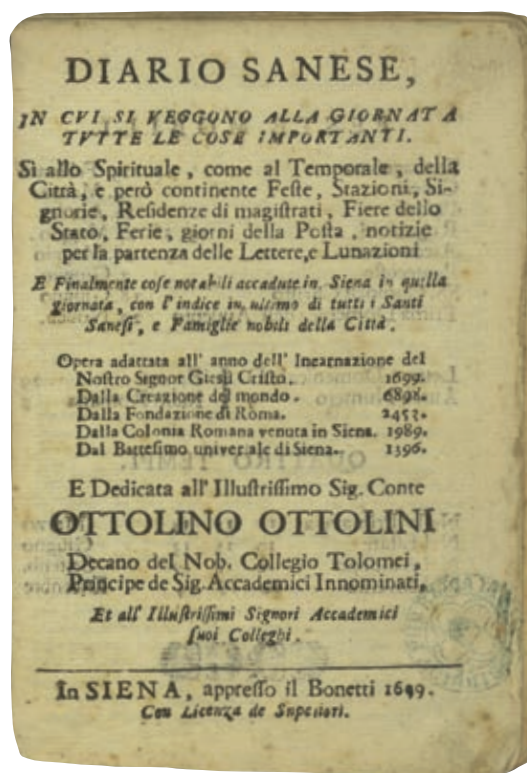 DIARIO SANESE,
IN CVI SI VEGGONO ALLA GIORNATA
TVTTE LE COSE IMPORTANTI.
Sì allo Spirituale, come al Temporale, della
Città, e però continente Feste, Stazioni, Si-
gnorie, Residenze di magistrati, Fiere dello
Stato, Ferie, giorni della Posta, notizie
per la partenza delle Lettere, e Lunazioni
E Finalmente cose notabili accadute in Siena in quella
giornata, con l'indice in ultimo di tutti i Santi
Sanesi, e Famiglie nobili della Città.
Opera adattata all' anno dell' Incarnazione del
Nostro Signor Giesù Cristo. 1699.
Dalla Creazione del mondo. 6898.
Dalla Fondazione di Roma. 2453.
Dalla Colonia Romana venuta in Siena. 1989.
Dal Battesimo univer ale di Siena. 1396.
E Dedicata all' Illustrissimo Sig. Conte
OTTOLINO OTTOLINI
Decano del Nob. Collegio Tolomei,
Principe de Sig. Accademici Innominati,
Et all' Illustrissimi Signori Accademici
suoi Colleghi.
In SIENA, appresso il Bonetti 1699.
Con Licenza de Superiori.